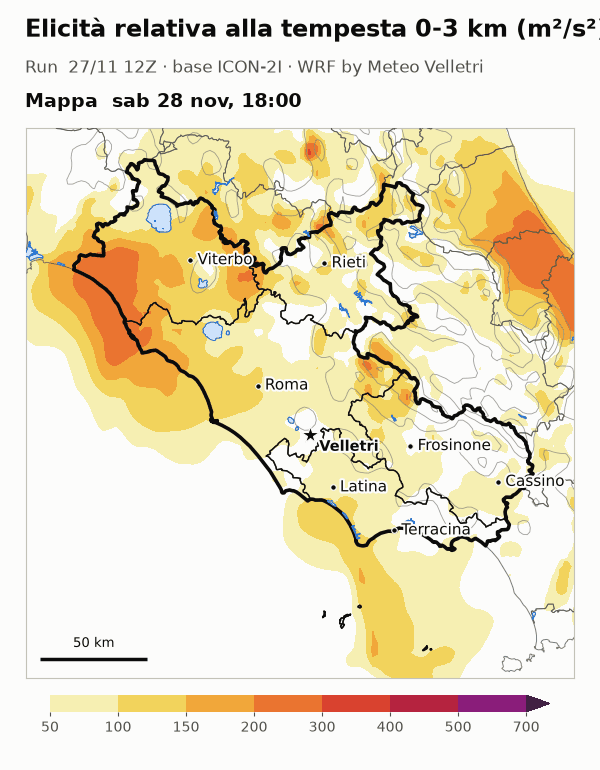 Elicità relativa alla tempesta 0-3 km (m²/s²)
Run 27/11 12Z · base ICON-2I · WRF by Meteo Velletri
Mappa sab 28 nov, 18:00
Viterbo
Rieti
Roma
Velletri
Frosinone
Latina
Cassino
Terracina
50 km
50 100 150 200 300 400 500 700